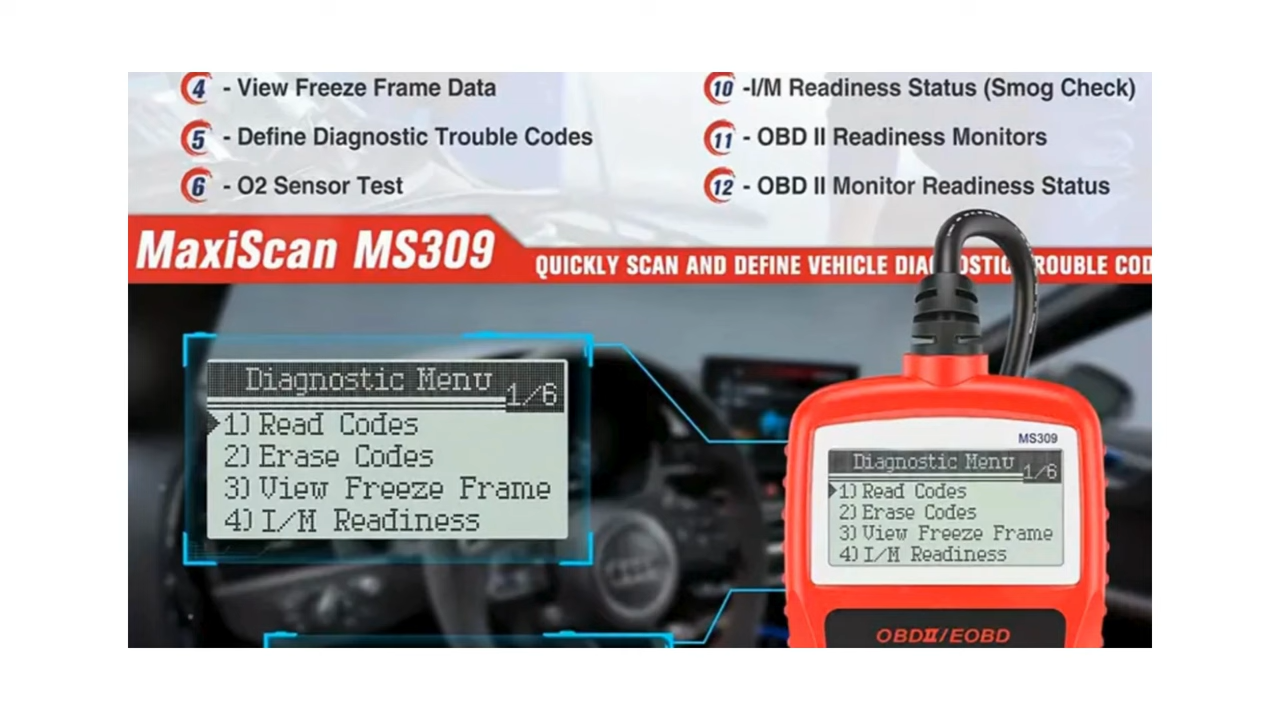 4 - View Freeze Frame Data
5 - Define Diagnostic Trouble Codes
6 - O2 Sensor Test
10 -I/M Readiness Status (Smog Check)
11 - OBD II Readiness Monitors
12 - OBD II Monitor Readiness Status
MaxiScan MS309
QUICKLY SCAN AND DEFINE VEHICLE DIAGNOSTIC TROUBLE COD
Diagnostic Menu
1/6
1) Read Codes
2) Erase Codes
3) View Freeze Frame
4) I/M Readiness
MS309
Diagnostic Menu
1/6
1) Read Codes
2) Erase Codes
3) View Freeze Frame
4) I/M Readiness
OBDII/EOBD